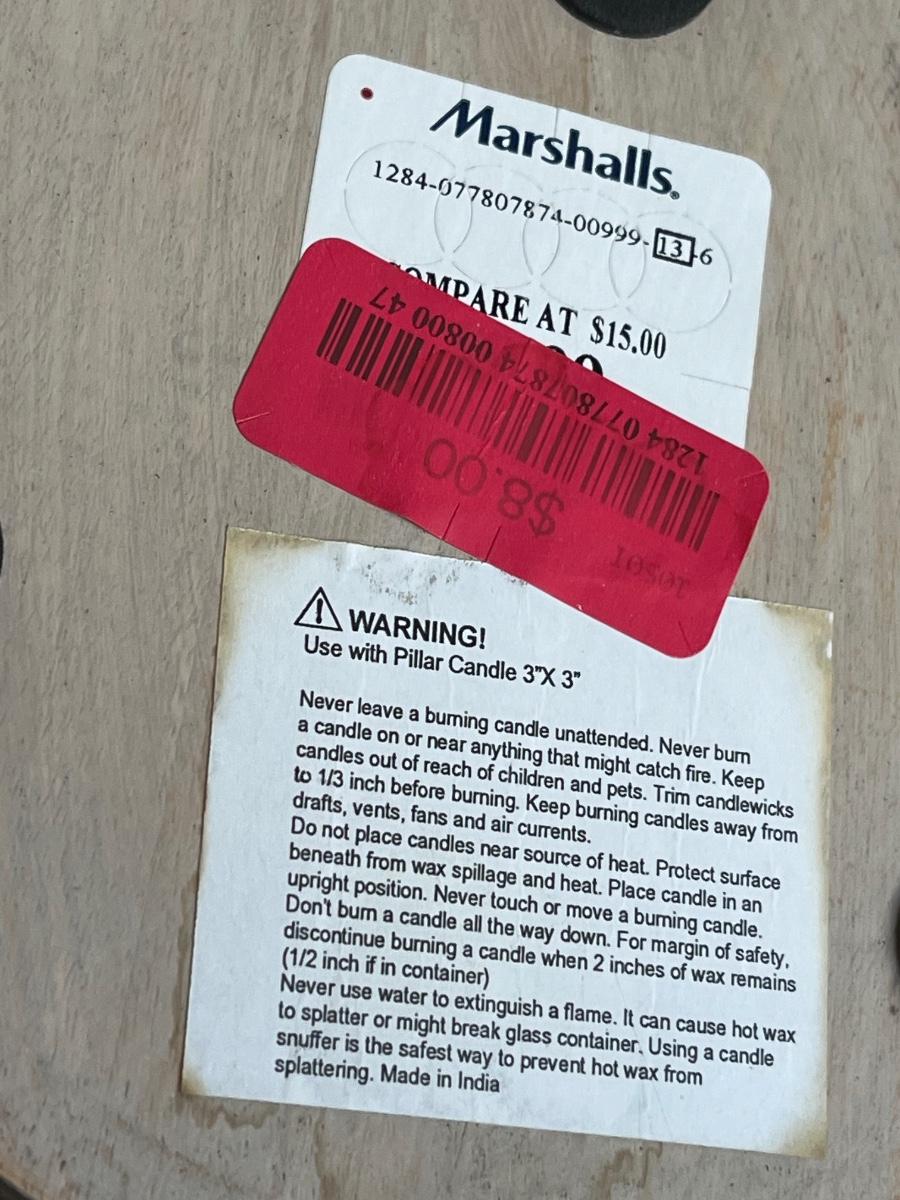 Marshalls®
1284-077807874-00999-13-6
COMPARE AT $15.00
1284 077807874 00800 47
$8.00
WARNING!
Use with Pillar Candle 3"X 3"
Never leave a burning candle unattended. Never burn
a candle on or near anything that might catch fire. Keep
candles out of reach of children and pets. Trim candlewicks
to 1/3 inch before burning. Keep burning candles away from
drafts, vents, fans and air currents.
Do not place candles near source of heat. Protect surface
beneath from wax spillage and heat. Place candle in an
upright position. Never touch or move a burning candle.
Don't burn a candle all the way down. For margin of safety,
discontinue burning a candle when 2 inches of wax remains
(1/2 inch if in container)
Never use water to extinguish a flame. It can cause hot wax
to splatter or might break glass container. Using a candle
snuffer is the safest way to prevent hot wax from
splattering. Made in India